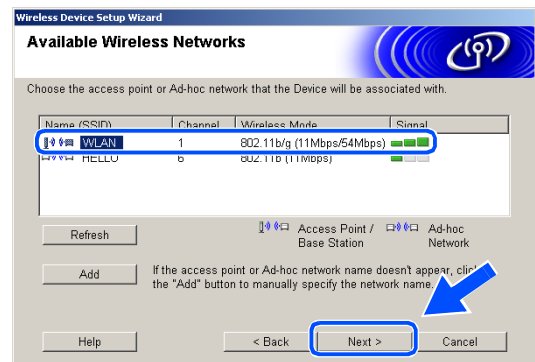 Wireless Device Setup Wizard
Available Wireless Networks
Choose the access point or Ad-hoc network that the Device will be associated with.
Name (SSID) Channel Wireless Mode Signal
WLAN 1 802.11b/g (11Mbps/54Mbps)
HELLO 6 802.11b (11Mbps)
Refresh
Access Point /
Base Station
Ad-hoc
Network
Add
If the access point or Ad-hoc network name doesn't appear, click
the "Add" button to manually specify the network name.
Help < Back Next > Cancel